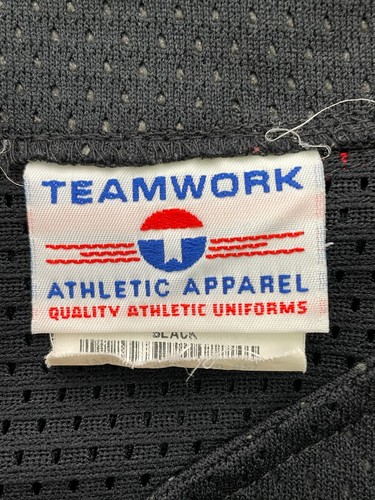 TEAMWORK
T
ATHLETIC APPAREL
QUALITY ATHLETIC UNIFORMS
BLACK